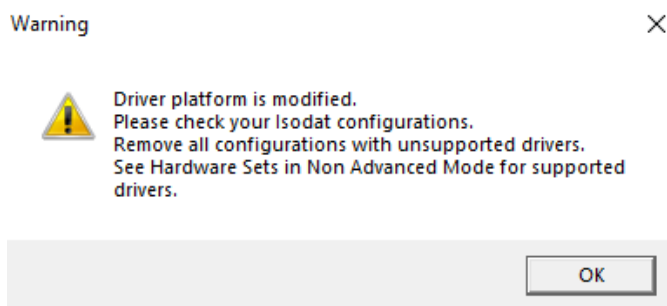 Warning
Driver platform is modified.
Please check your Isodat configurations.
Remove all configurations with unsupported drivers.
See Hardware Sets in Non Advanced Mode for supported
drivers.
OK